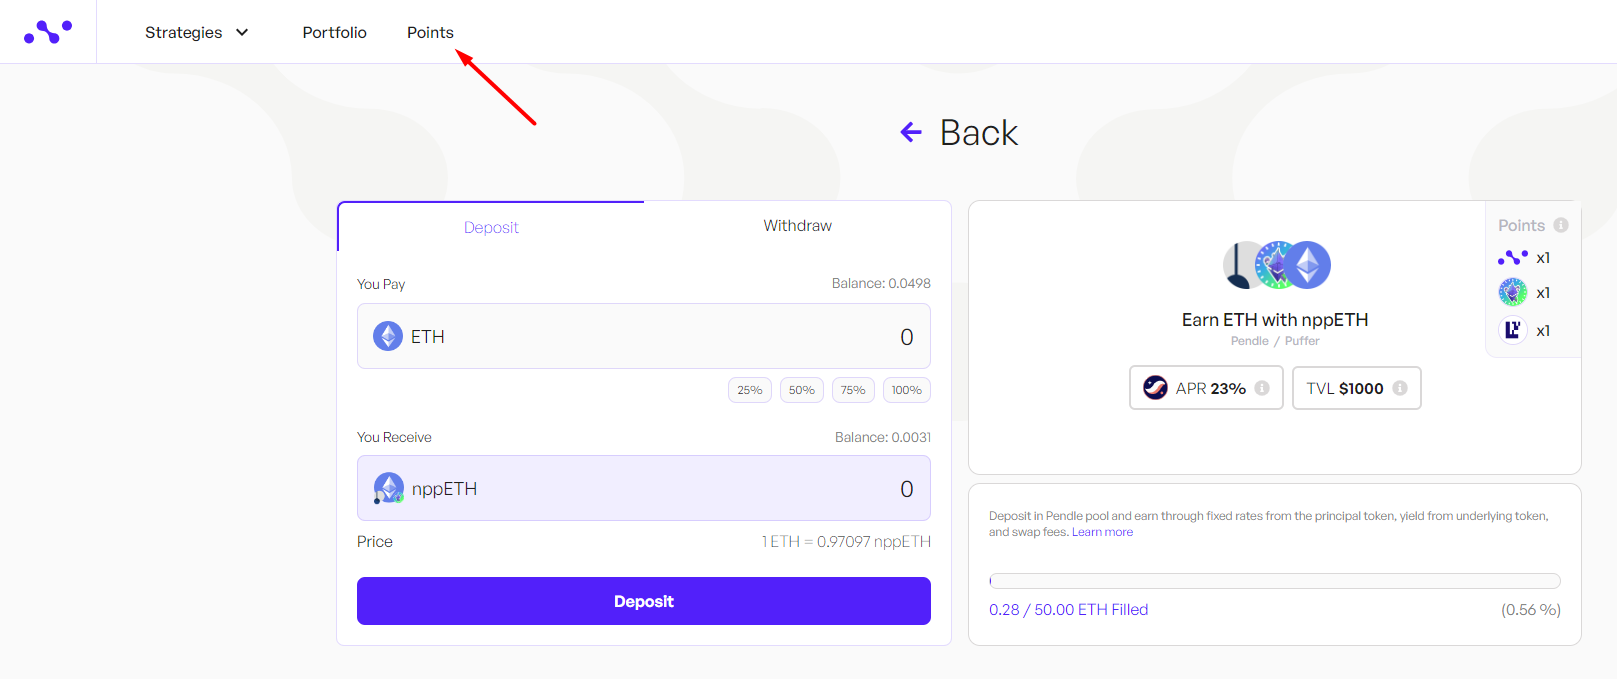 Strategies
Portfolio
Points
Back
Deposit
Withdraw
You Pay
Balance: 0.0498
ETH
0
25%
50%
75%
100%
You Receive
Balance: 0.0031
nppETH
0
Price
1 ETH = 0.97097 nppETH
Deposit
Points
x1
x1
x1
Earn ETH with nppETH
Pendle / Puffer
APR 23%
TVL $1000
Deposit in Pendle pool and earn through fixed rates from the principal token, yield from underlying token,
and swap fees. Learn more
0.28 / 50.00 ETH Filled
(0.56 %)